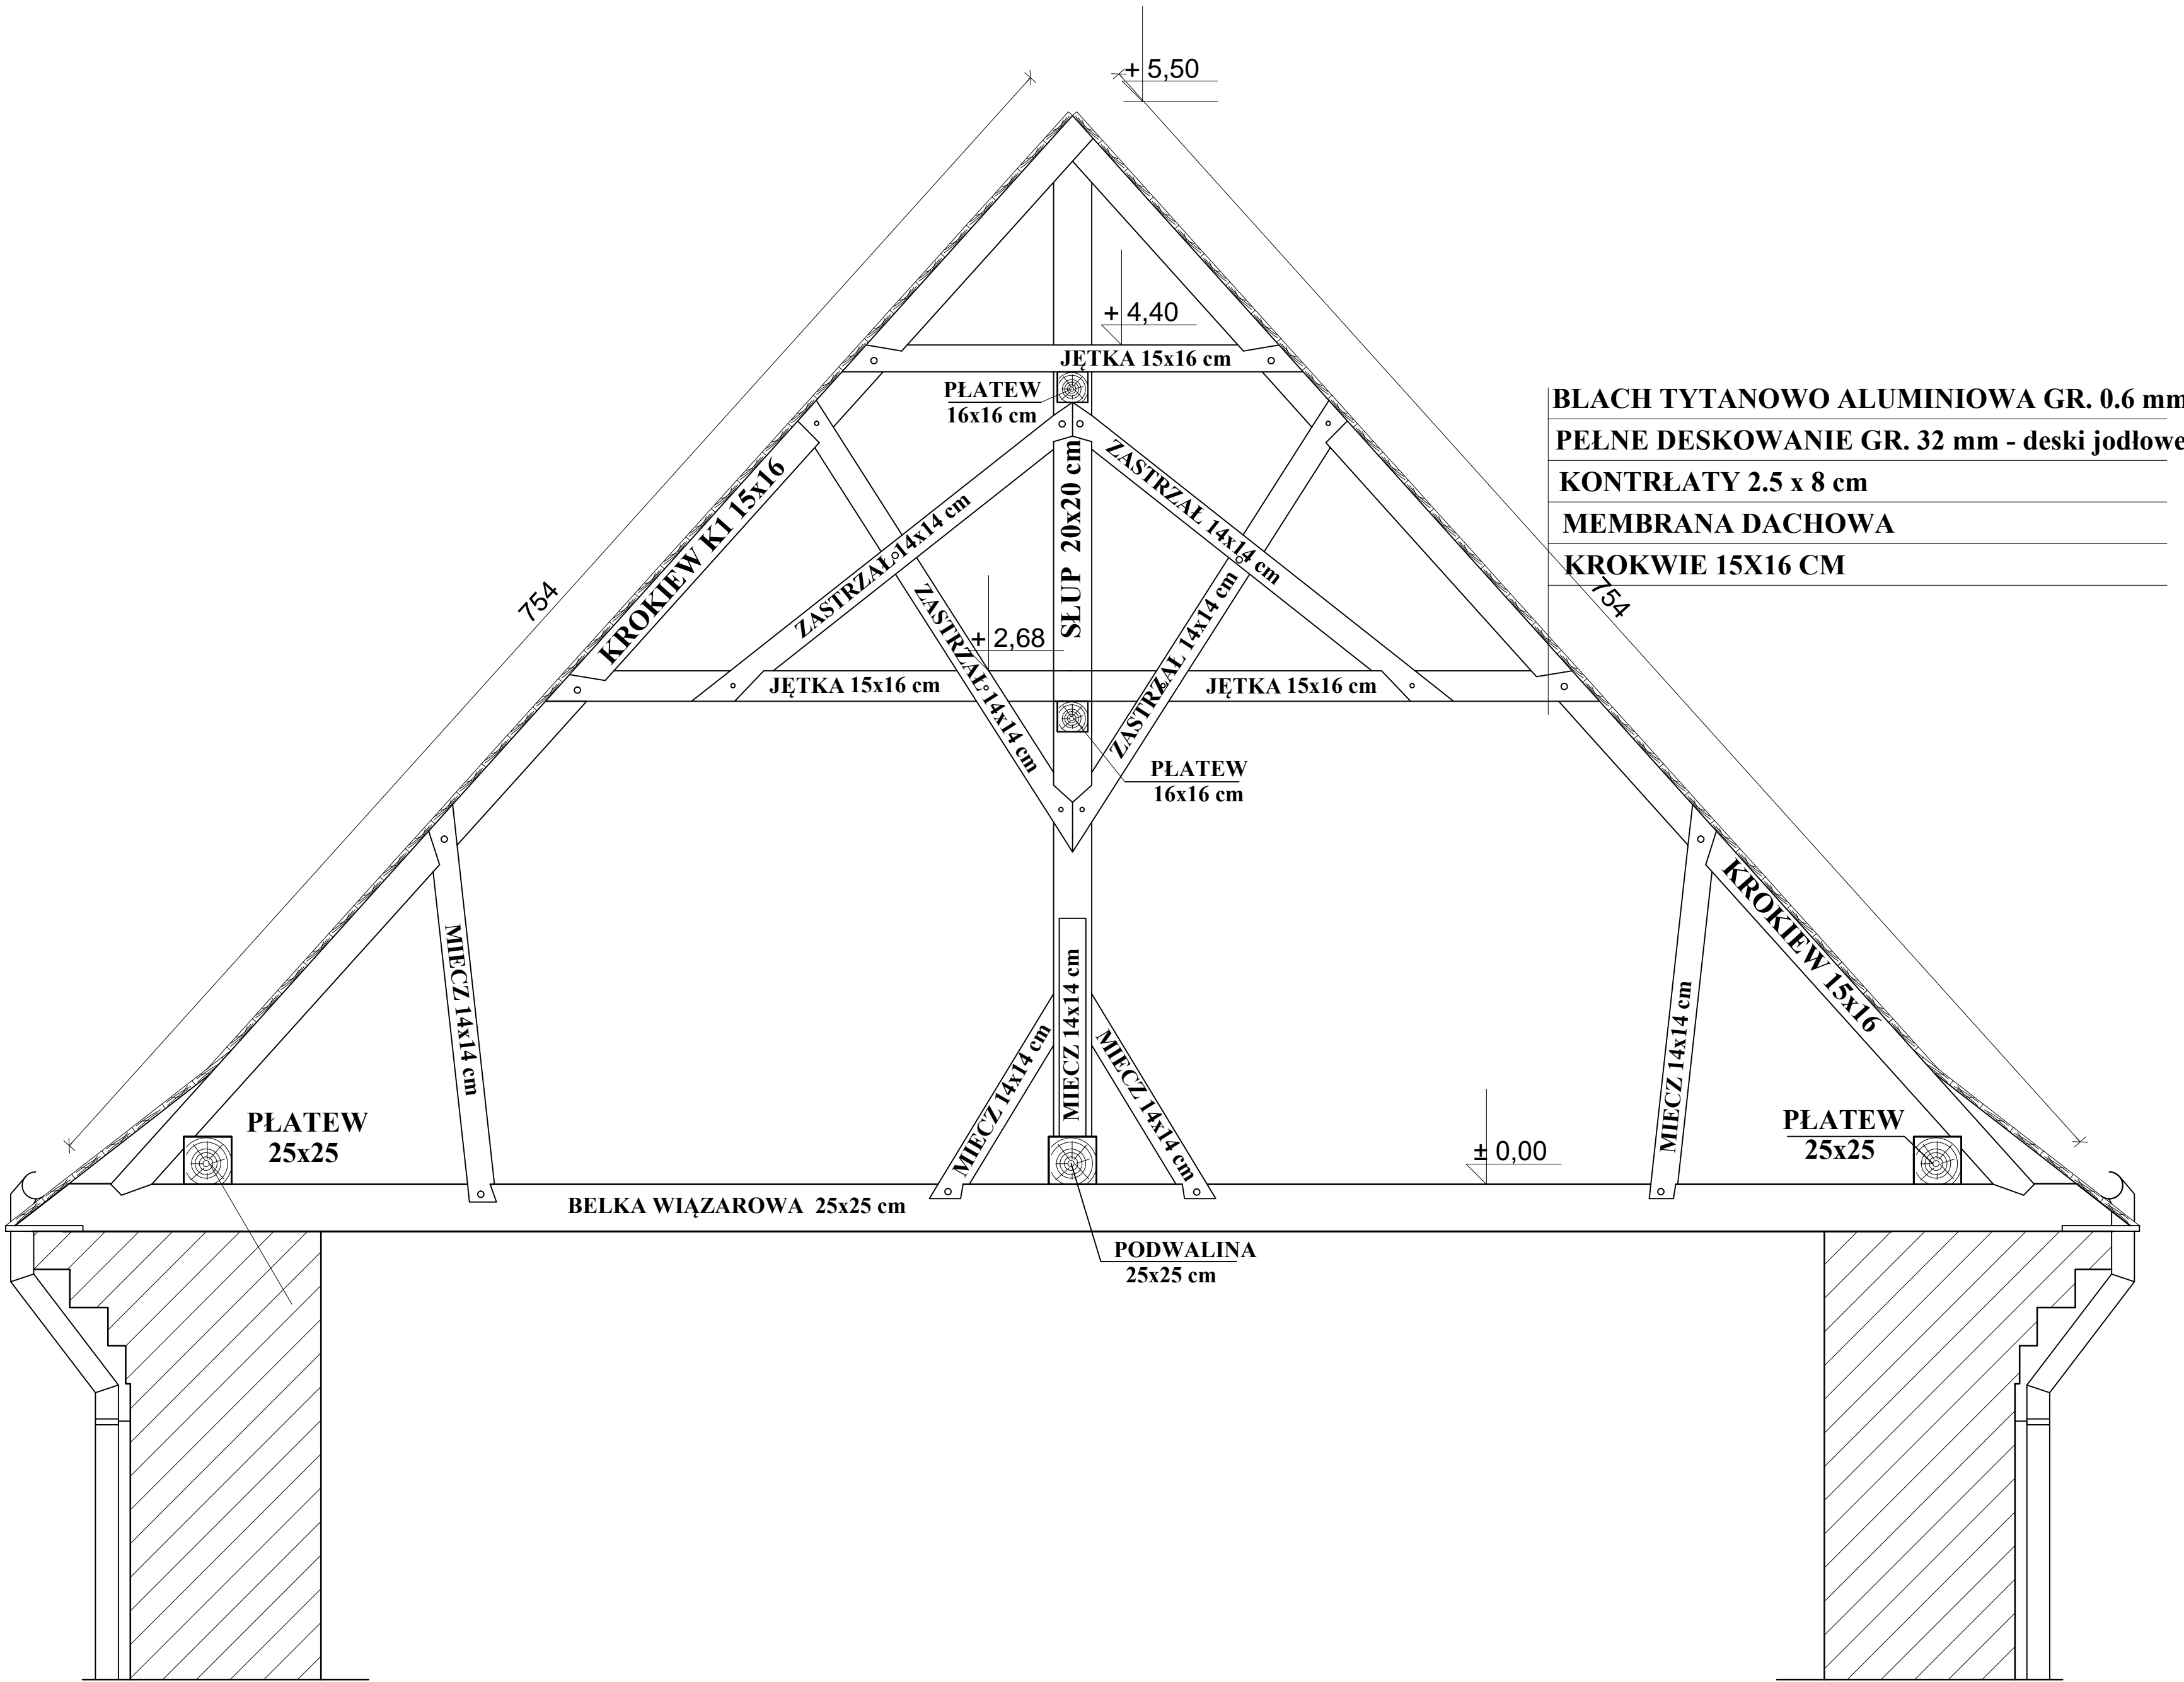 + 5,50
+ 4,40
JĘTKA 15x16 cm
PŁATEW
16x16 cm
BLACH TYTANOWO ALUMINIOWA GR. 0.6 mm
PEŁNE DESKOWANIE GR. 32 mm - deski jodłowe
KONTRŁATY 2.5 x 8 cm
MEMBRANA DACHOWA
KROKWIE 15X16 CM
754
754
KROKIEW K1 15x16
ZASTRZAŁ 14x14 cm
ZASTRZAŁ 14x14 cm
SŁUP 20x20 cm
ZASTRZAŁ 14x14 cm
ZASTRZAŁ 14x14 cm
+ 2,68
JĘTKA 15x16 cm
JĘTKA 15x16 cm
PŁATEW
16x16 cm
KROKIEW 15x16
MIECZ 14x14 cm
MIECZ 14x14 cm
MIECZ 14x14 cm
MIECZ 14x14 cm
MIECZ 14x14 cm
PŁATEW
25x25
± 0,00
PŁATEW
25x25
BELKA WIĄZAROWA 25x25 cm
PODWALINA
25x25 cm